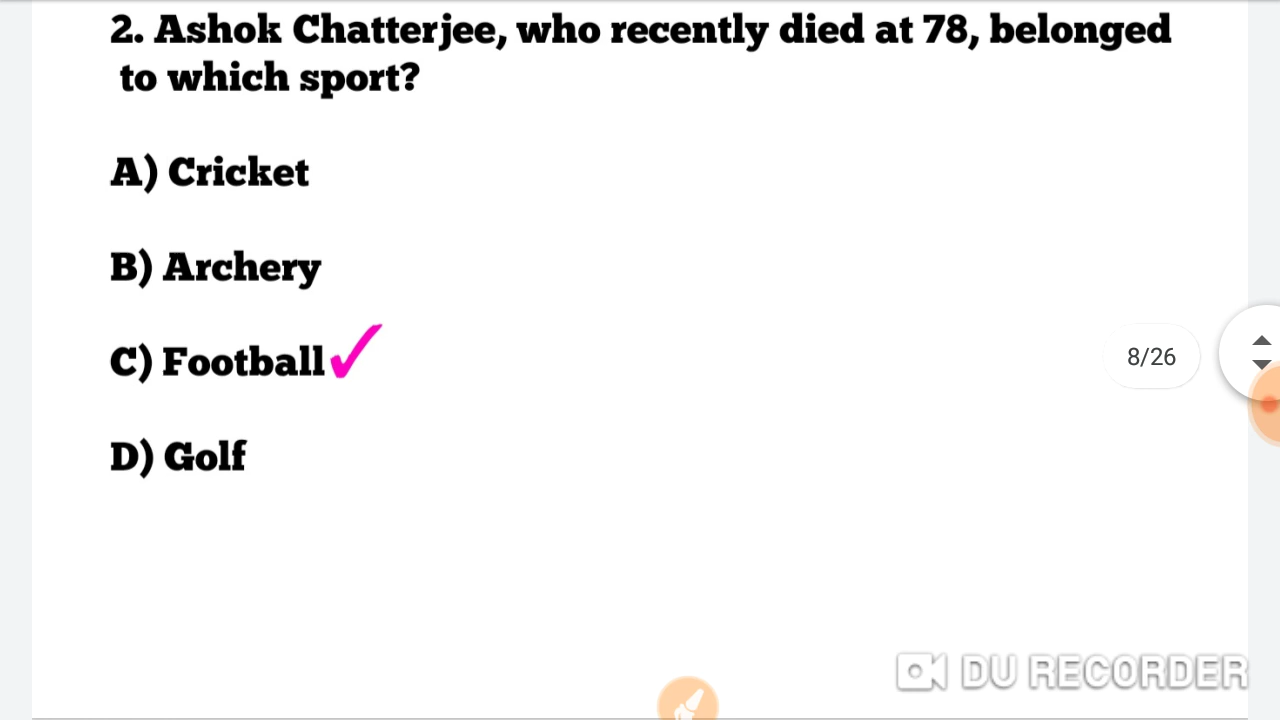 2. Ashok Chatterjee, who recently died at 78, belonged
to which sport?
A) Cricket
B) Archery
C) Football
D) Golf
8/26
DU RECORDER